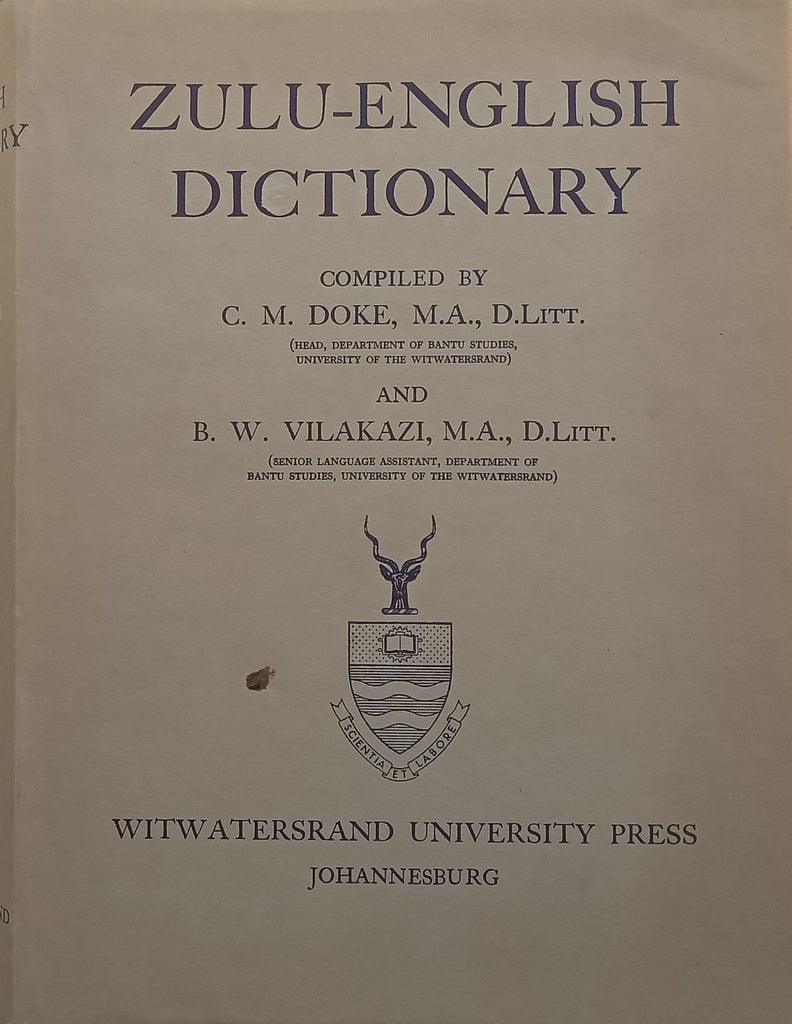 ZULU-ENGLISH
DICTIONARY
COMPILED BY
C. M. DOKE, M.A., D.LITT.
(HEAD, DEPARTMENT OF BANTU STUDIES,
UNIVERSITY OF THE WITWATERSRAND)
AND
B. W. VILAKAZI, M.A., D.LITT.
(SENIOR LANGUAGE ASSISTANT, DEPARTMENT OF
BANTU STUDIES, UNIVERSITY OF THE WITWATERSRAND)
SCIENTIA ET LABORE
WITWATERSRAND UNIVERSITY PRESS
JOHANNESBURG